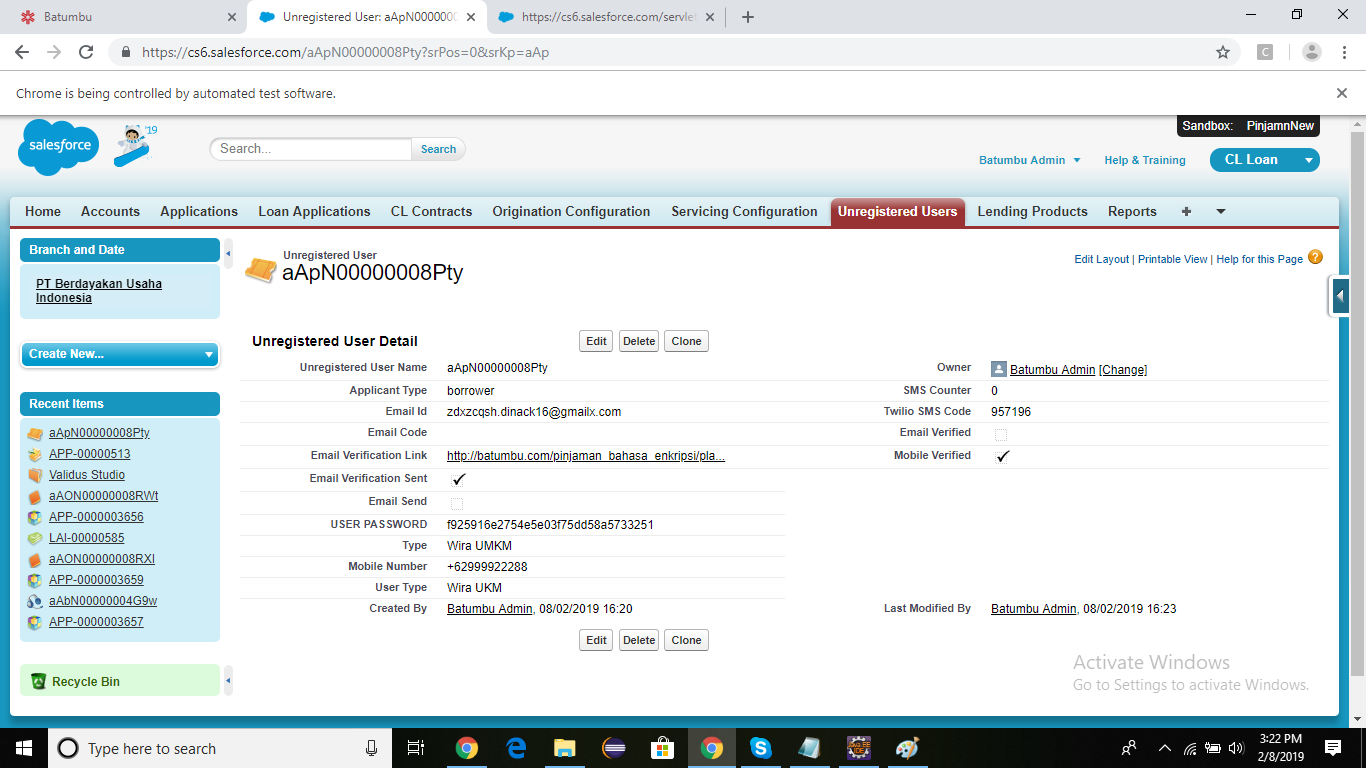 Batumbu
Unregistered User: aApN0000000
https://cs6.salesforce.com/servle
https://cs6.salesforce.com/aApN00000008Pty?srPos=0&srKp=aAp
C
Chrome is being controlled by automated test software.
salesforce
'19
Search...
Search
Sandbox: PinjamnNew
Batumbu Admin
Help & Training
CL Loan
Home Accounts Applications Loan Applications CL Contracts Origination Configuration Servicing Configuration Unregistered Users Lending Products Reports
Branch and Date
PT Berdayakan Usaha
Indonesia
Create New...
Recent Items
aApN00000008Pty
APP-00000513
Validus Studio
aAON00000008RWt
APP-0000003656
LAI-00000585
aAON00000008RXI
APP-0000003659
aAbN00000004G9w
APP-0000003657
Recycle Bin
Unregistered User
aApN00000008Pty
Edit Layout | Printable View | Help for this Page ?
Unregistered User Detail
Edit Delete Clone
Unregistered User Name aApN00000008Pty Owner Batumbu Admin [Change]
Applicant Type borrower SMS Counter 0
Email Id zdxzcqsh.dinack16@gmailx.com Twilio SMS Code 957196
Email Code Email Verified
Email Verification Link http://batumbu.com/pinjaman_bahasa_enkripsi/pla... Mobile Verified
Email Verification Sent
Email Send
USER PASSWORD f925916e2754e5e03f75dd58a5733251
Type Wira UMKM
Mobile Number +62999922288
User Type Wira UKM
Created By Batumbu Admin, 08/02/2019 16:20 Last Modified By Batumbu Admin, 08/02/2019 16:23
Edit Delete Clone
Activate Windows
Go to Settings to activate Windows.
Type here to search
3:22 PM
2/8/2019